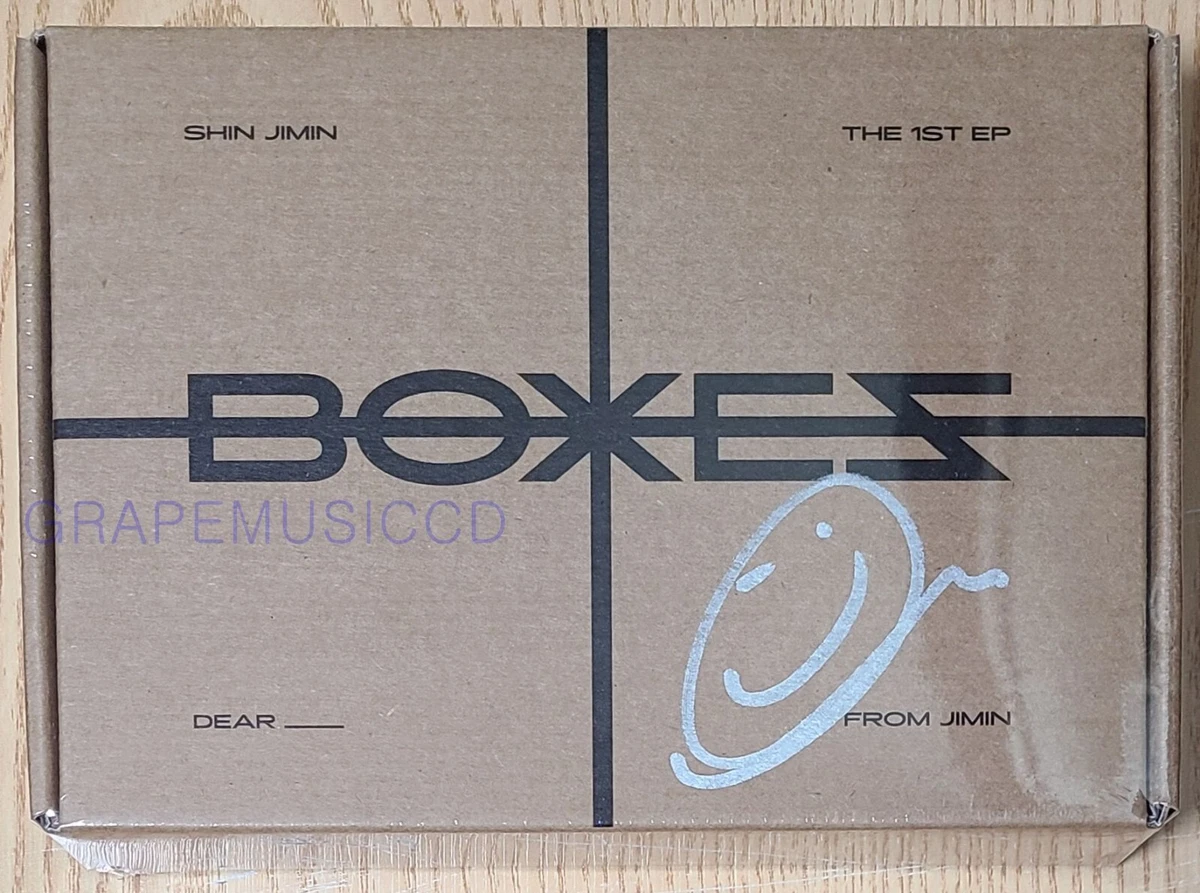 SHIN JIMIN
THE 1ST EP
BOXES
GRAPEMUSICCD
DEAR ___
FROM JIMIN